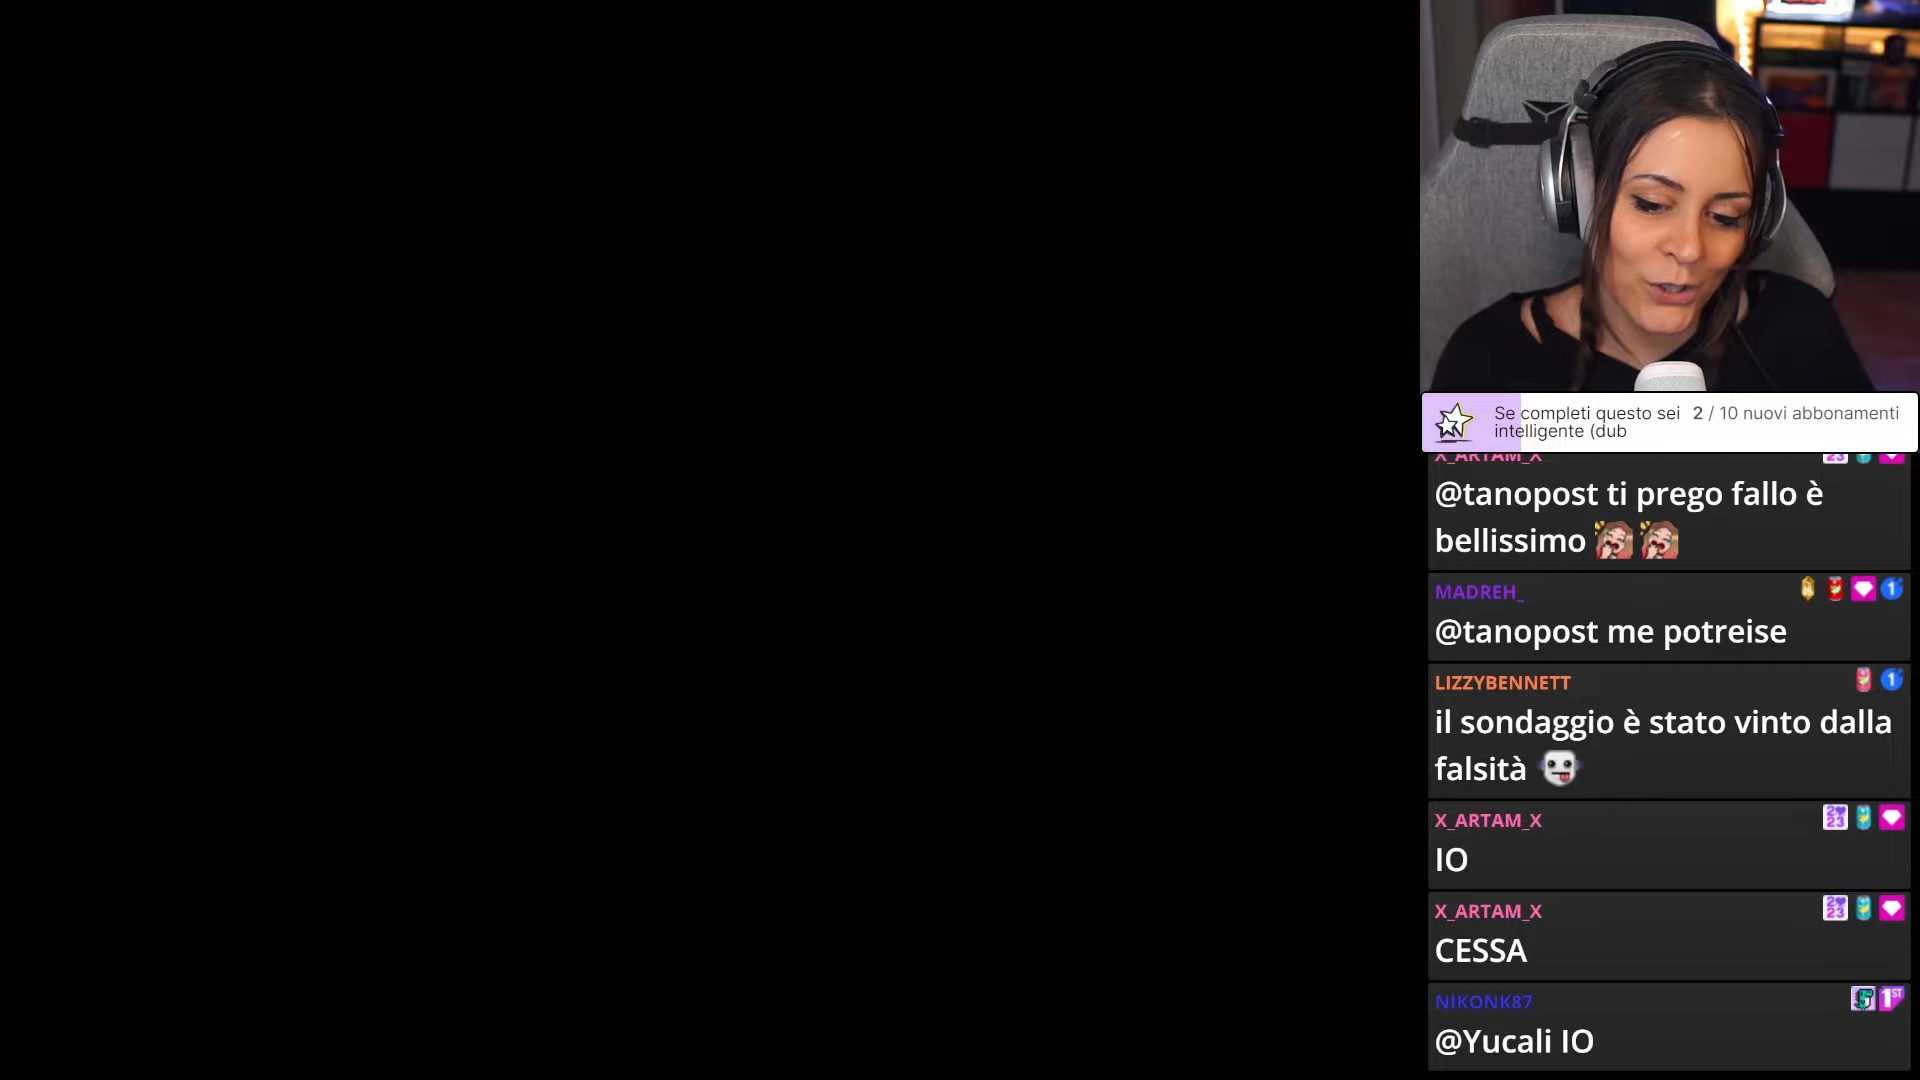 Se completi questo sei 2 / 10 nuovi abbonamenti
intelligente (dub
X_ARTAM_X
@tanopost ti prego fallo è
bellissimo
MADREH_
@tanopost me potreise
LIZZYBENNETT
il sondaggio è stato vinto dalla
falsità
X_ARTAM_X
IO
X_ARTAM_X
CESSA
NIKONK87
@Yucali IO